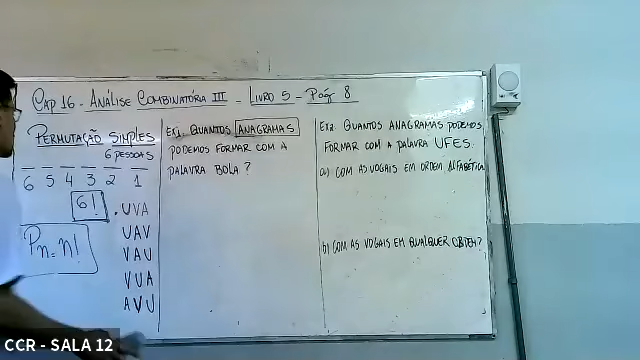 CAP 16 - ANÁLISE COMBINATÓRIA III - LIVRO 5 - PÁG 8
PERMUTAÇÃO SIMPLES
6 PESSOAS
6 5 4 3 2 1
6!
Pn = n!
. UVA
UAV
VAU
VUA
AVU
EX1. QUANTOS ANAGRAMAS
PODEMOS FORMAR COM A
PALAVRA BOLA?
EX2. QUANTOS ANAGRAMAS PODEMOS
FORMAR COM A PALAVRA UFES.
a) COM AS VOGAIS EM ORDEM ALFABÉTICA
b) COM AS VOGAIS EM QUALQUER ORDEM?
CCR - SALA 12